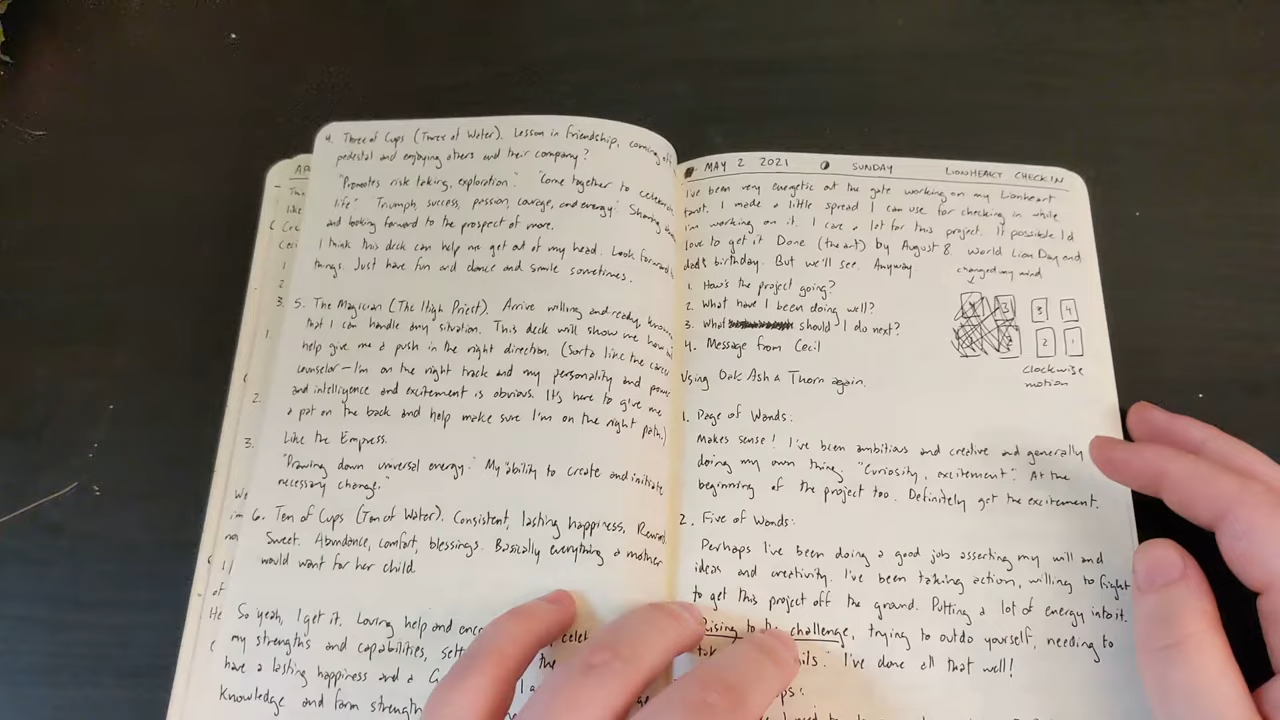 4. Three of Cups (Three of Water). Lesson in friendship, coming off
pedestal and enjoying others and their company?
"Promotes risk taking, exploration." "Come together to celebrate
life." Triumph, success, passion, courage, and energy." Sharing
and looking forward to the prospect of more.
I think this deck can help me get out of my head. Look forward
things. Just have fun and dance and smile sometimes.
5. The Magician (The High Priest). Arrive willing and ready, knowing
that I can handle any situation. This deck will show me how
help give me a push in the right direction. (Sorta like the career
counselor - I'm on the right track and my personality and power
and intelligence and excitement is obvious. It's here to give me
a pat on the back and help make sure I'm on the right path.)
Like the Empress.
"Drawing down universal energy." My "ability to create and initiate
necessary change."
6. Ten of Cups (Ten of Water). Consistent, lasting happiness. Reward.
Sweet. Abundance, comfort, blessings. Basically everything a mother
would want for her child.
So yeah, I get it. Loving help and
my strengths and capabilities,
have a lasting happiness and a
knowledge and farm
MAY 2 2021 SUNDAY LIONHEART CHECKIN
I've been very energetic out the gate working on my Lionheart
tarot. I made a little spread I can use for checking in while
I'm working on it. I care a lot for this project. If possible I'd
love to get it Done (the art) by August 8. World Lion Day and
dad's birthday. But we'll see. Anyway
changed my mind
1. How's the project going?
2. What have I been doing well?
3. What should I do next?
4. Message from Cecil
3 4
2 1
Clockwise
motion
Using Oak Ash & Thorn again.
1. Page of Wands:
Makes sense! I've been ambitious and creative and generally
doing my own thing. "Curiosity, excitement". At the
beginning of the project too. Definitely get the excitement.
2. Five of Wands:
Perhaps I've been doing a good job asserting my will and
ideas and creativity. I've been taking action, willing to fight
to get this project off the ground. Putting a lot of energy into it.
Rising to the challenge, trying to outdo yourself, needing to
I've done all that well!